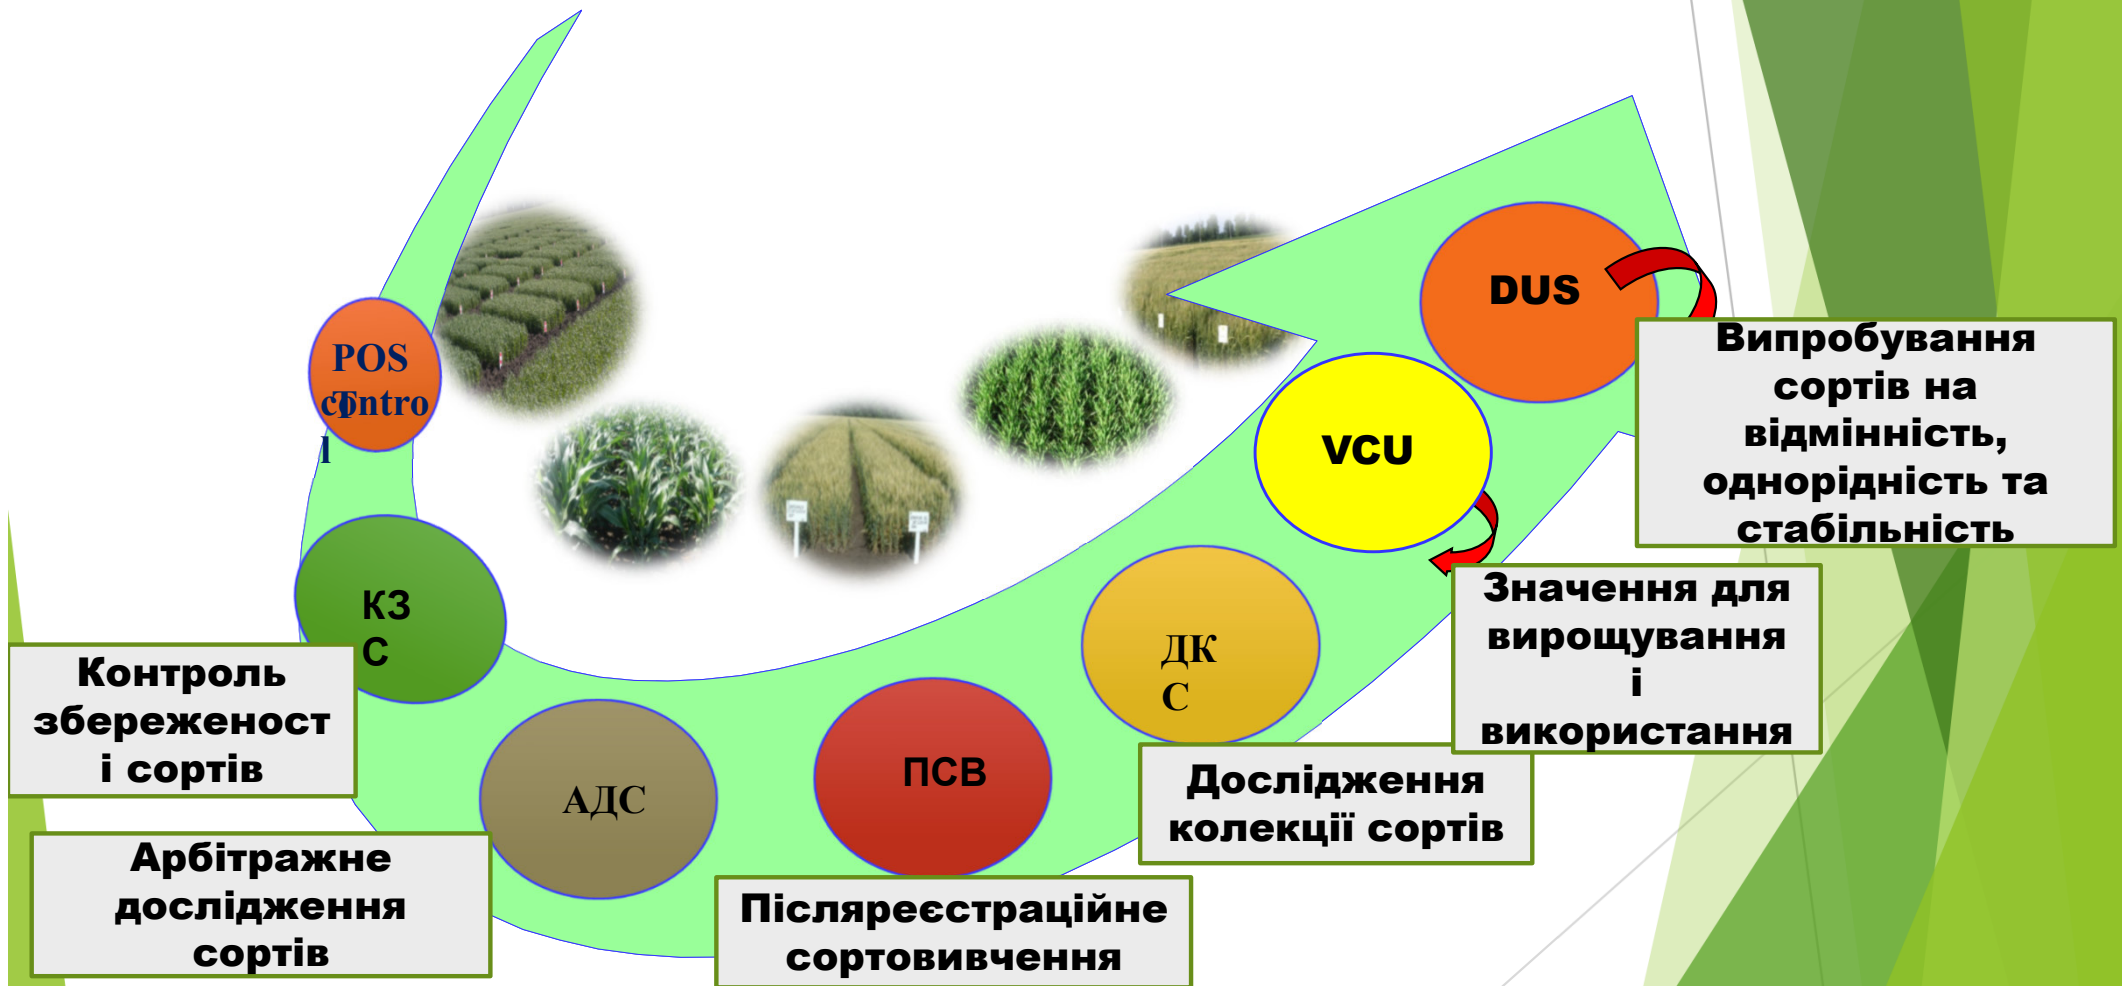 POS
T
contro
l
КЗ
С
Контроль
збереженост
і сортів
АДС
Арбітражне
дослідження
сортів
ПСВ
Післяреєстраційне
сортовивчення
ДК
С
Дослідження
колекції сортів
VCU
Значення для
вирощування
і
використання
DUS
Випробування
сортів на
відмінність,
однорідність та
стабільність